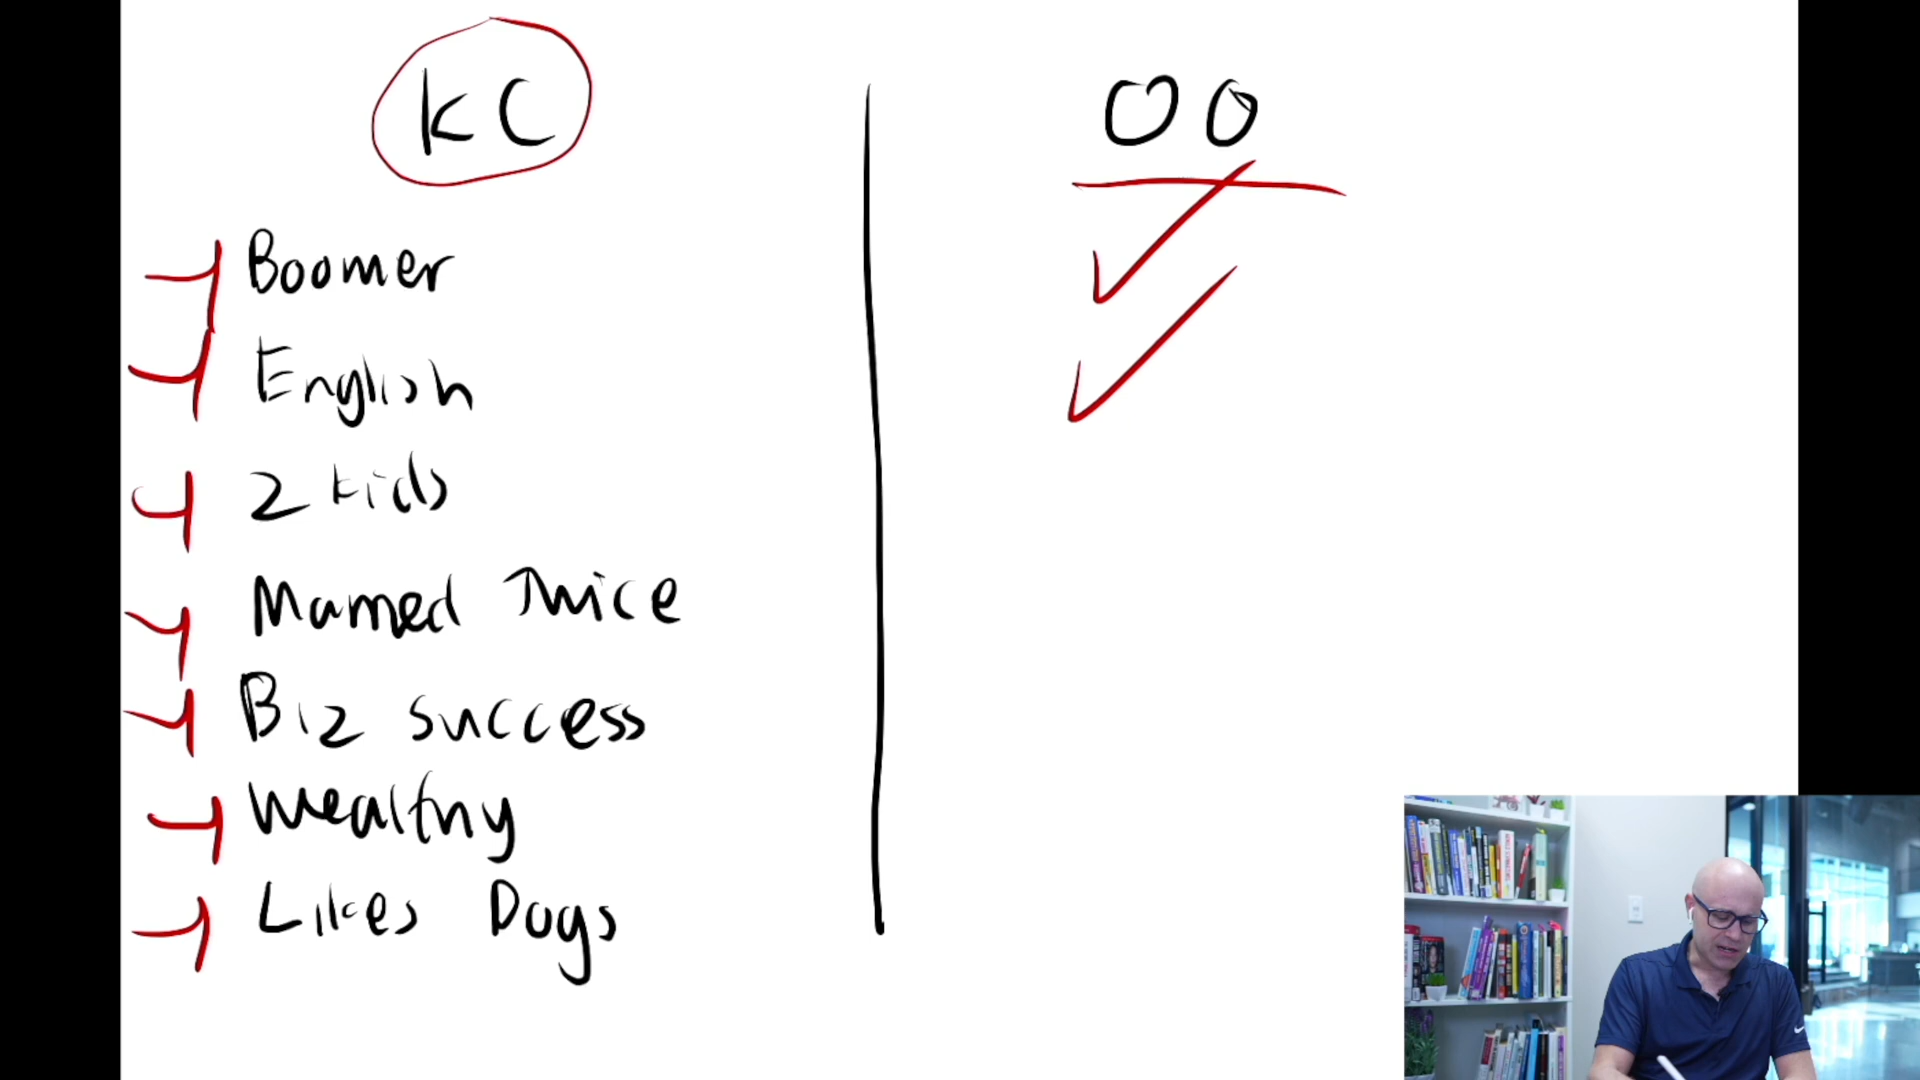 KC
OO
Boomer
English
2 kids
Married Twice
Biz success
Wealthy
Likes Dogs